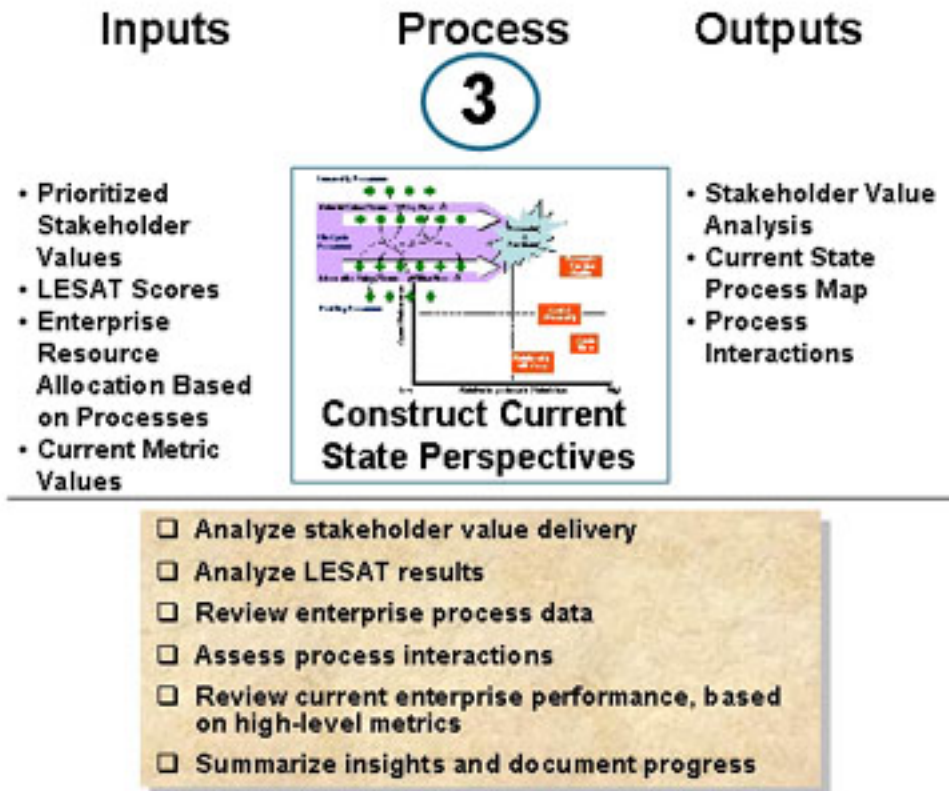 Inputs Process Outputs
3
• Prioritized
Stakeholder
Values
• LESAT Scores
• Enterprise
Resource
Allocation Based
on Processes
• Current Metric
Values
Construct Current
State Perspectives
• Stakeholder Value
Analysis
• Current State
Process Map
• Process
Interactions
❑ Analyze stakeholder value delivery
❑ Analyze LESAT results
❑ Review enterprise process data
❑ Assess process interactions
❑ Review current enterprise performance, based
on high-level metrics
❑ Summarize insights and document progress